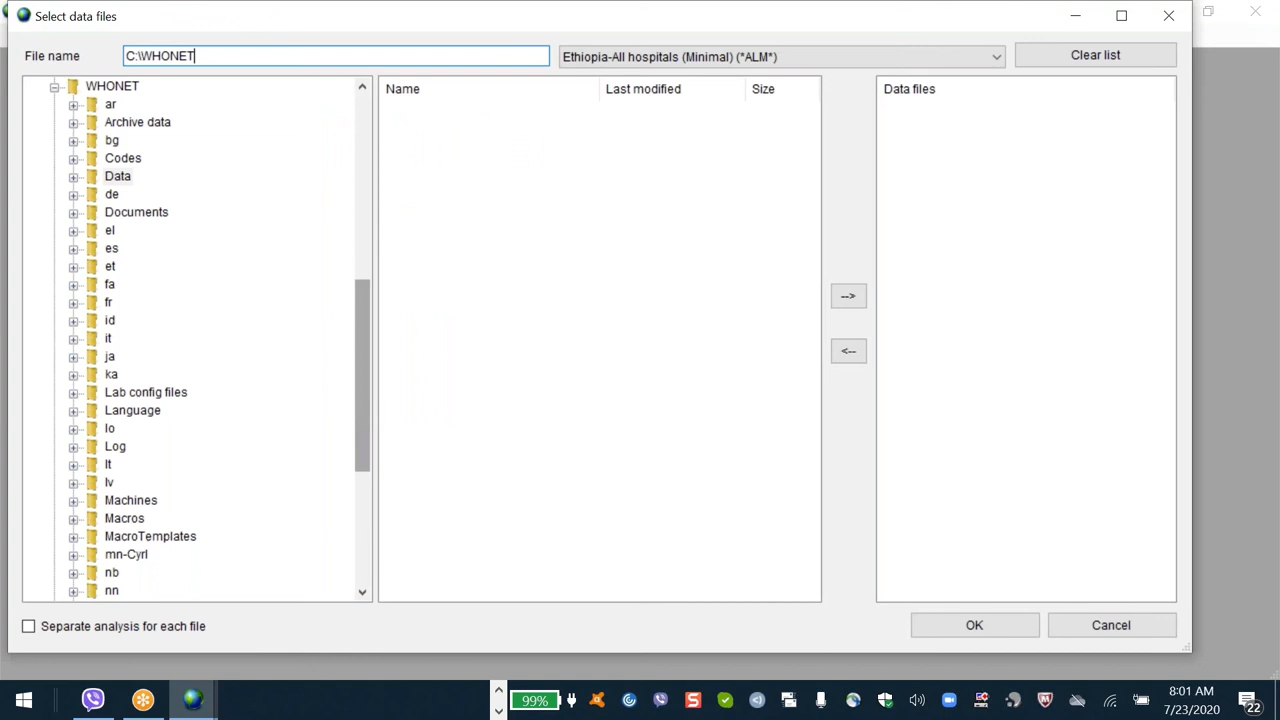 Select data files
File name
C:\WHONET
Ethiopia-All hospitals (Minimal) (*ALM*)
Clear list
WHONET
ar
Archive data
bg
Codes
Data
de
Documents
el
es
et
fa
fr
id
it
ja
ka
Lab config files
Language
lo
Log
lt
lv
Machines
Macros
MacroTemplates
mn-Cyrl
nb
nn
Name
Last modified
Size
-->
<--
Data files
Separate analysis for each file
OK
Cancel
99%
8:01 AM
7/23/2020
22